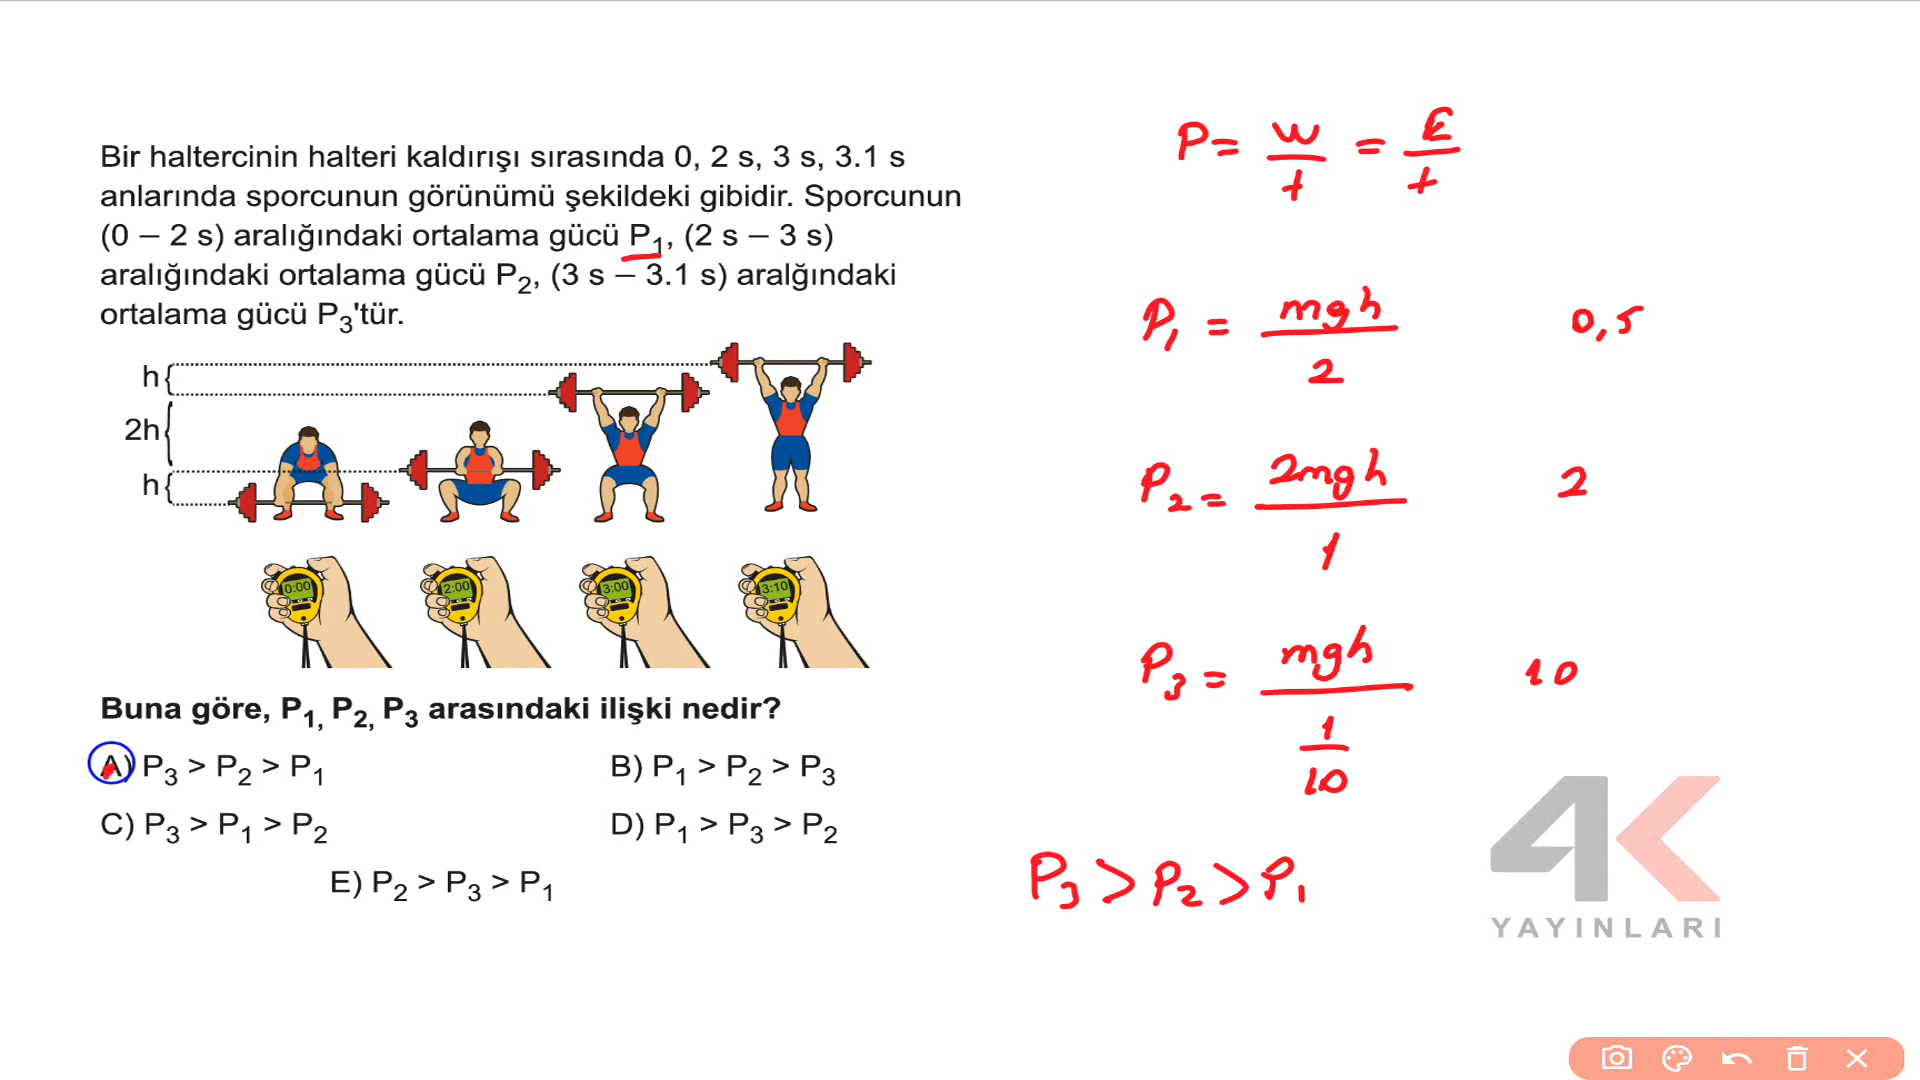 Bir haltercinin halteri kaldırışı sırasında 0, 2 s, 3 s, 3.1 s
anlarında sporcunun görünümü şekildeki gibidir. Sporcunun
(0 – 2 s) aralığındaki ortalama gücü P1, (2 s – 3 s)
aralığındaki ortalama gücü P2, (3 s – 3.1 s) aralğındaki
ortalama gücü P3'tür.
h
2h
h
0:00
2:00
3:00
3:10
Buna göre, P1, P2, P3 arasındaki ilişki nedir?
A) P3 > P2 > P1
B) P1 > P2 > P3
C) P3 > P1 > P2
D) P1 > P3 > P2
E) P2 > P3 > P1
P = W/t = E/t
P1 = mgh/2 0,5
P2 = 2mgh/1 2
P3 = mgh/(1/10) 10
P3 > P2 > P1
4K
YAYINLARI